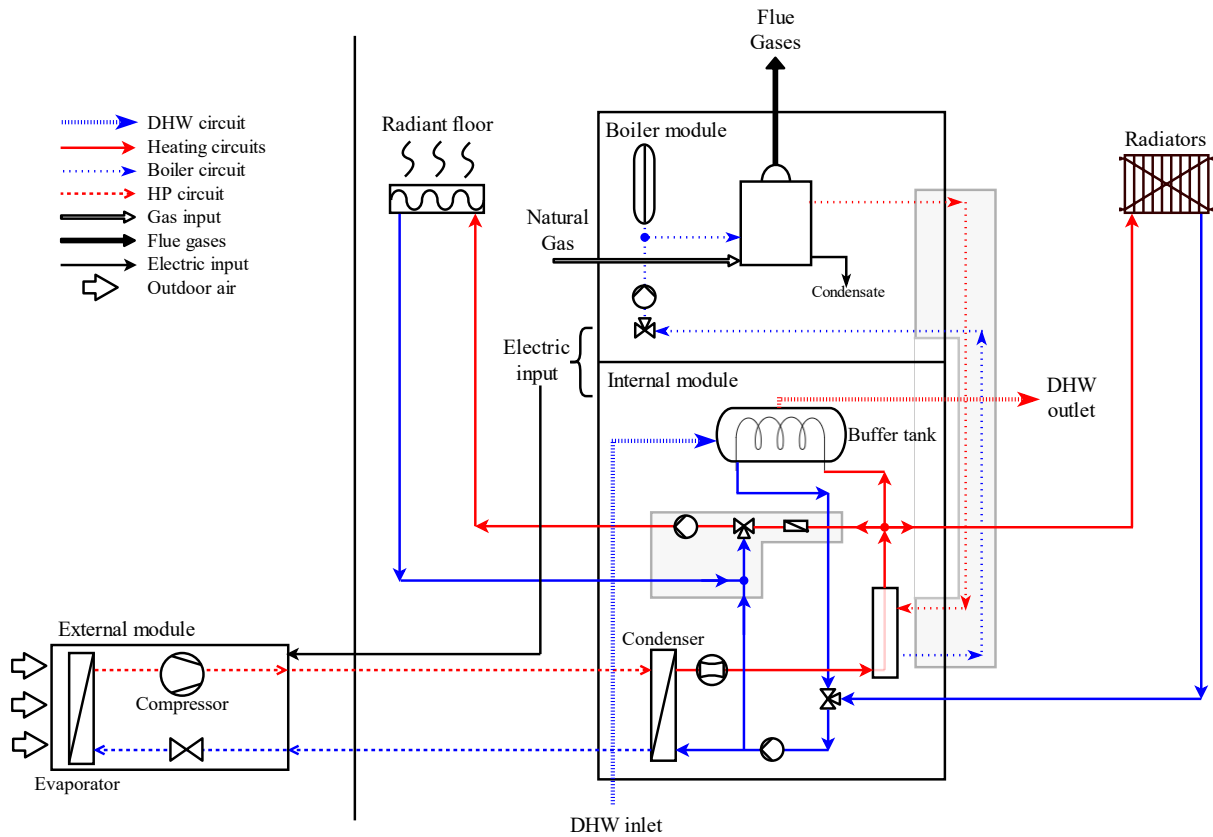 Flue
Gases
DHW circuit
Heating circuits
Boiler circuit
HP circuit
Gas input
Flue gases
Electric input
Outdoor air
Radiant floor
Boiler module
Radiators
Natural
Gas
Condensate
Electric
input
Internal module
DHW
outlet
Buffer tank
External module
Condenser
Compressor
Evaporator
DHW inlet